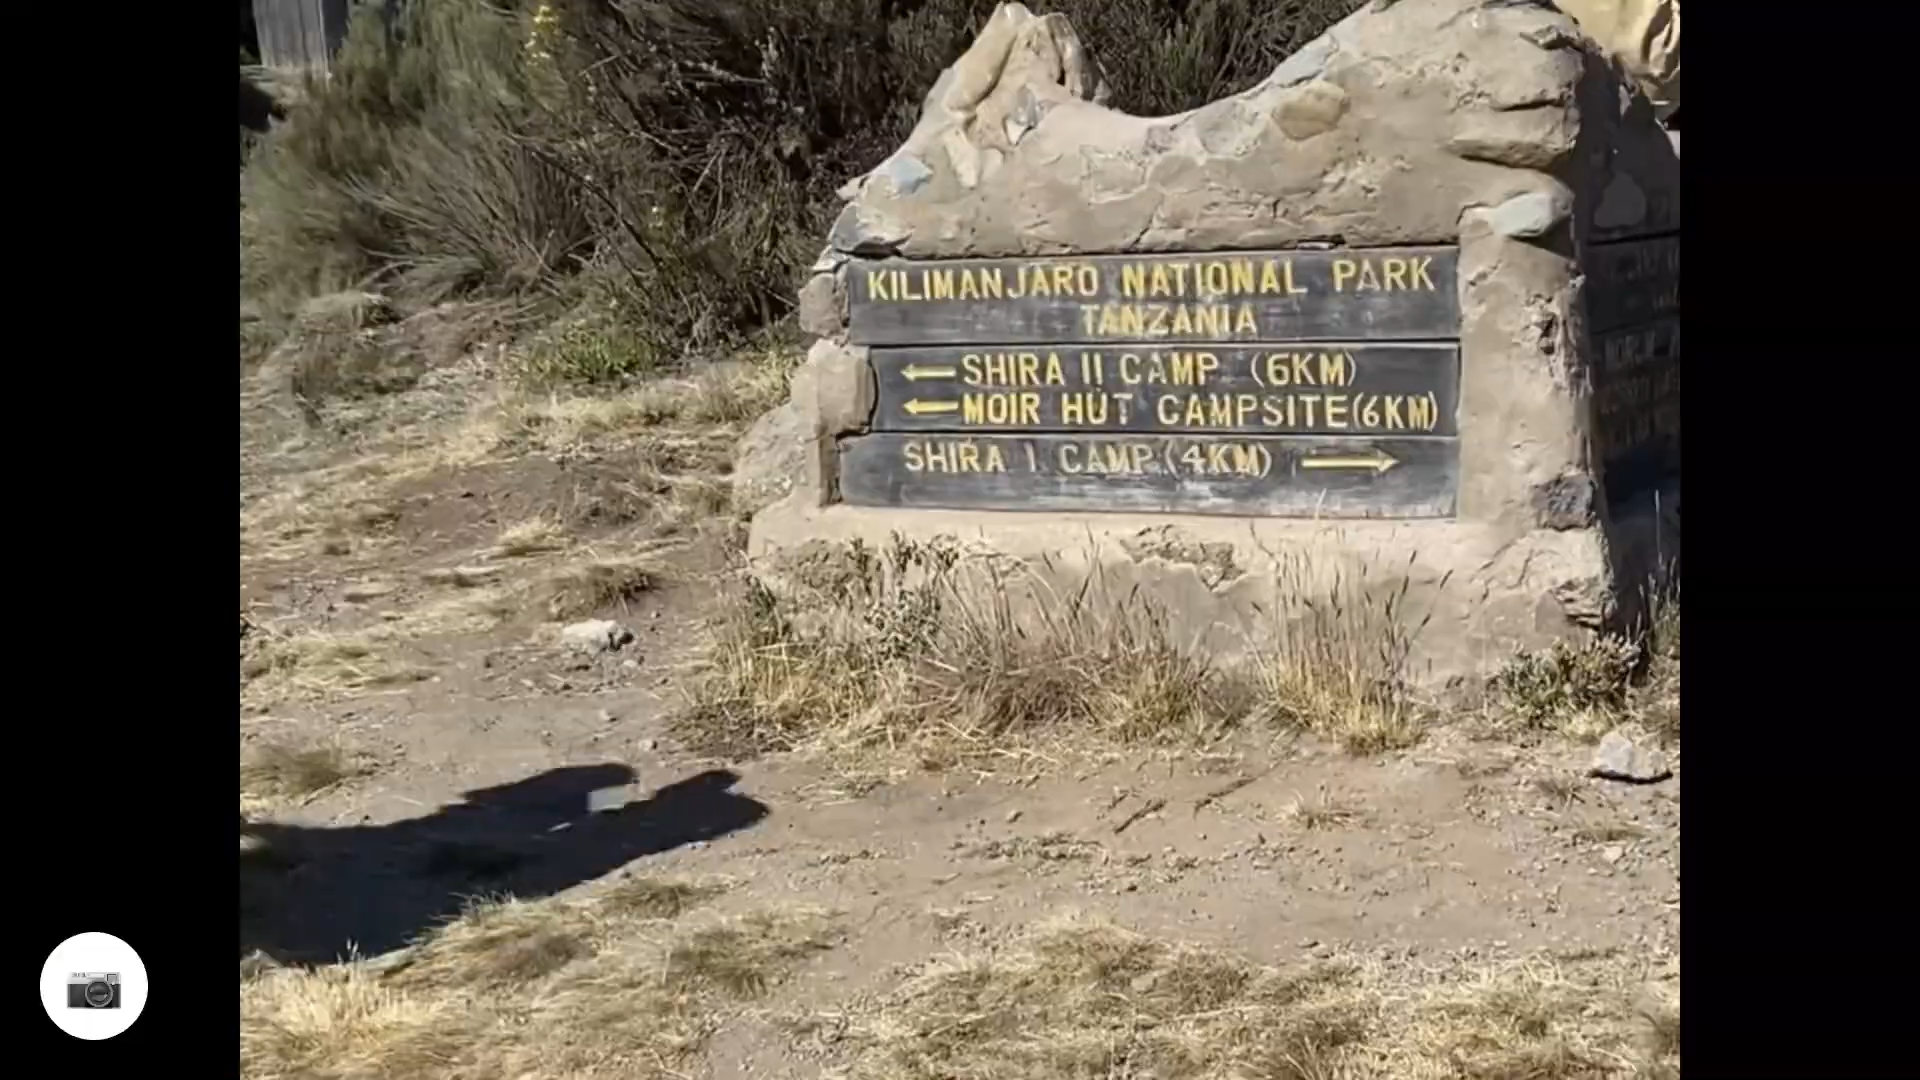 KILIMANJARO NATIONAL PARK
TANZANIA
←SHIRA II CAMP (6KM)
←MOIR HUT CAMPSITE(6KM)
SHIRA I CAMP(4KM) →